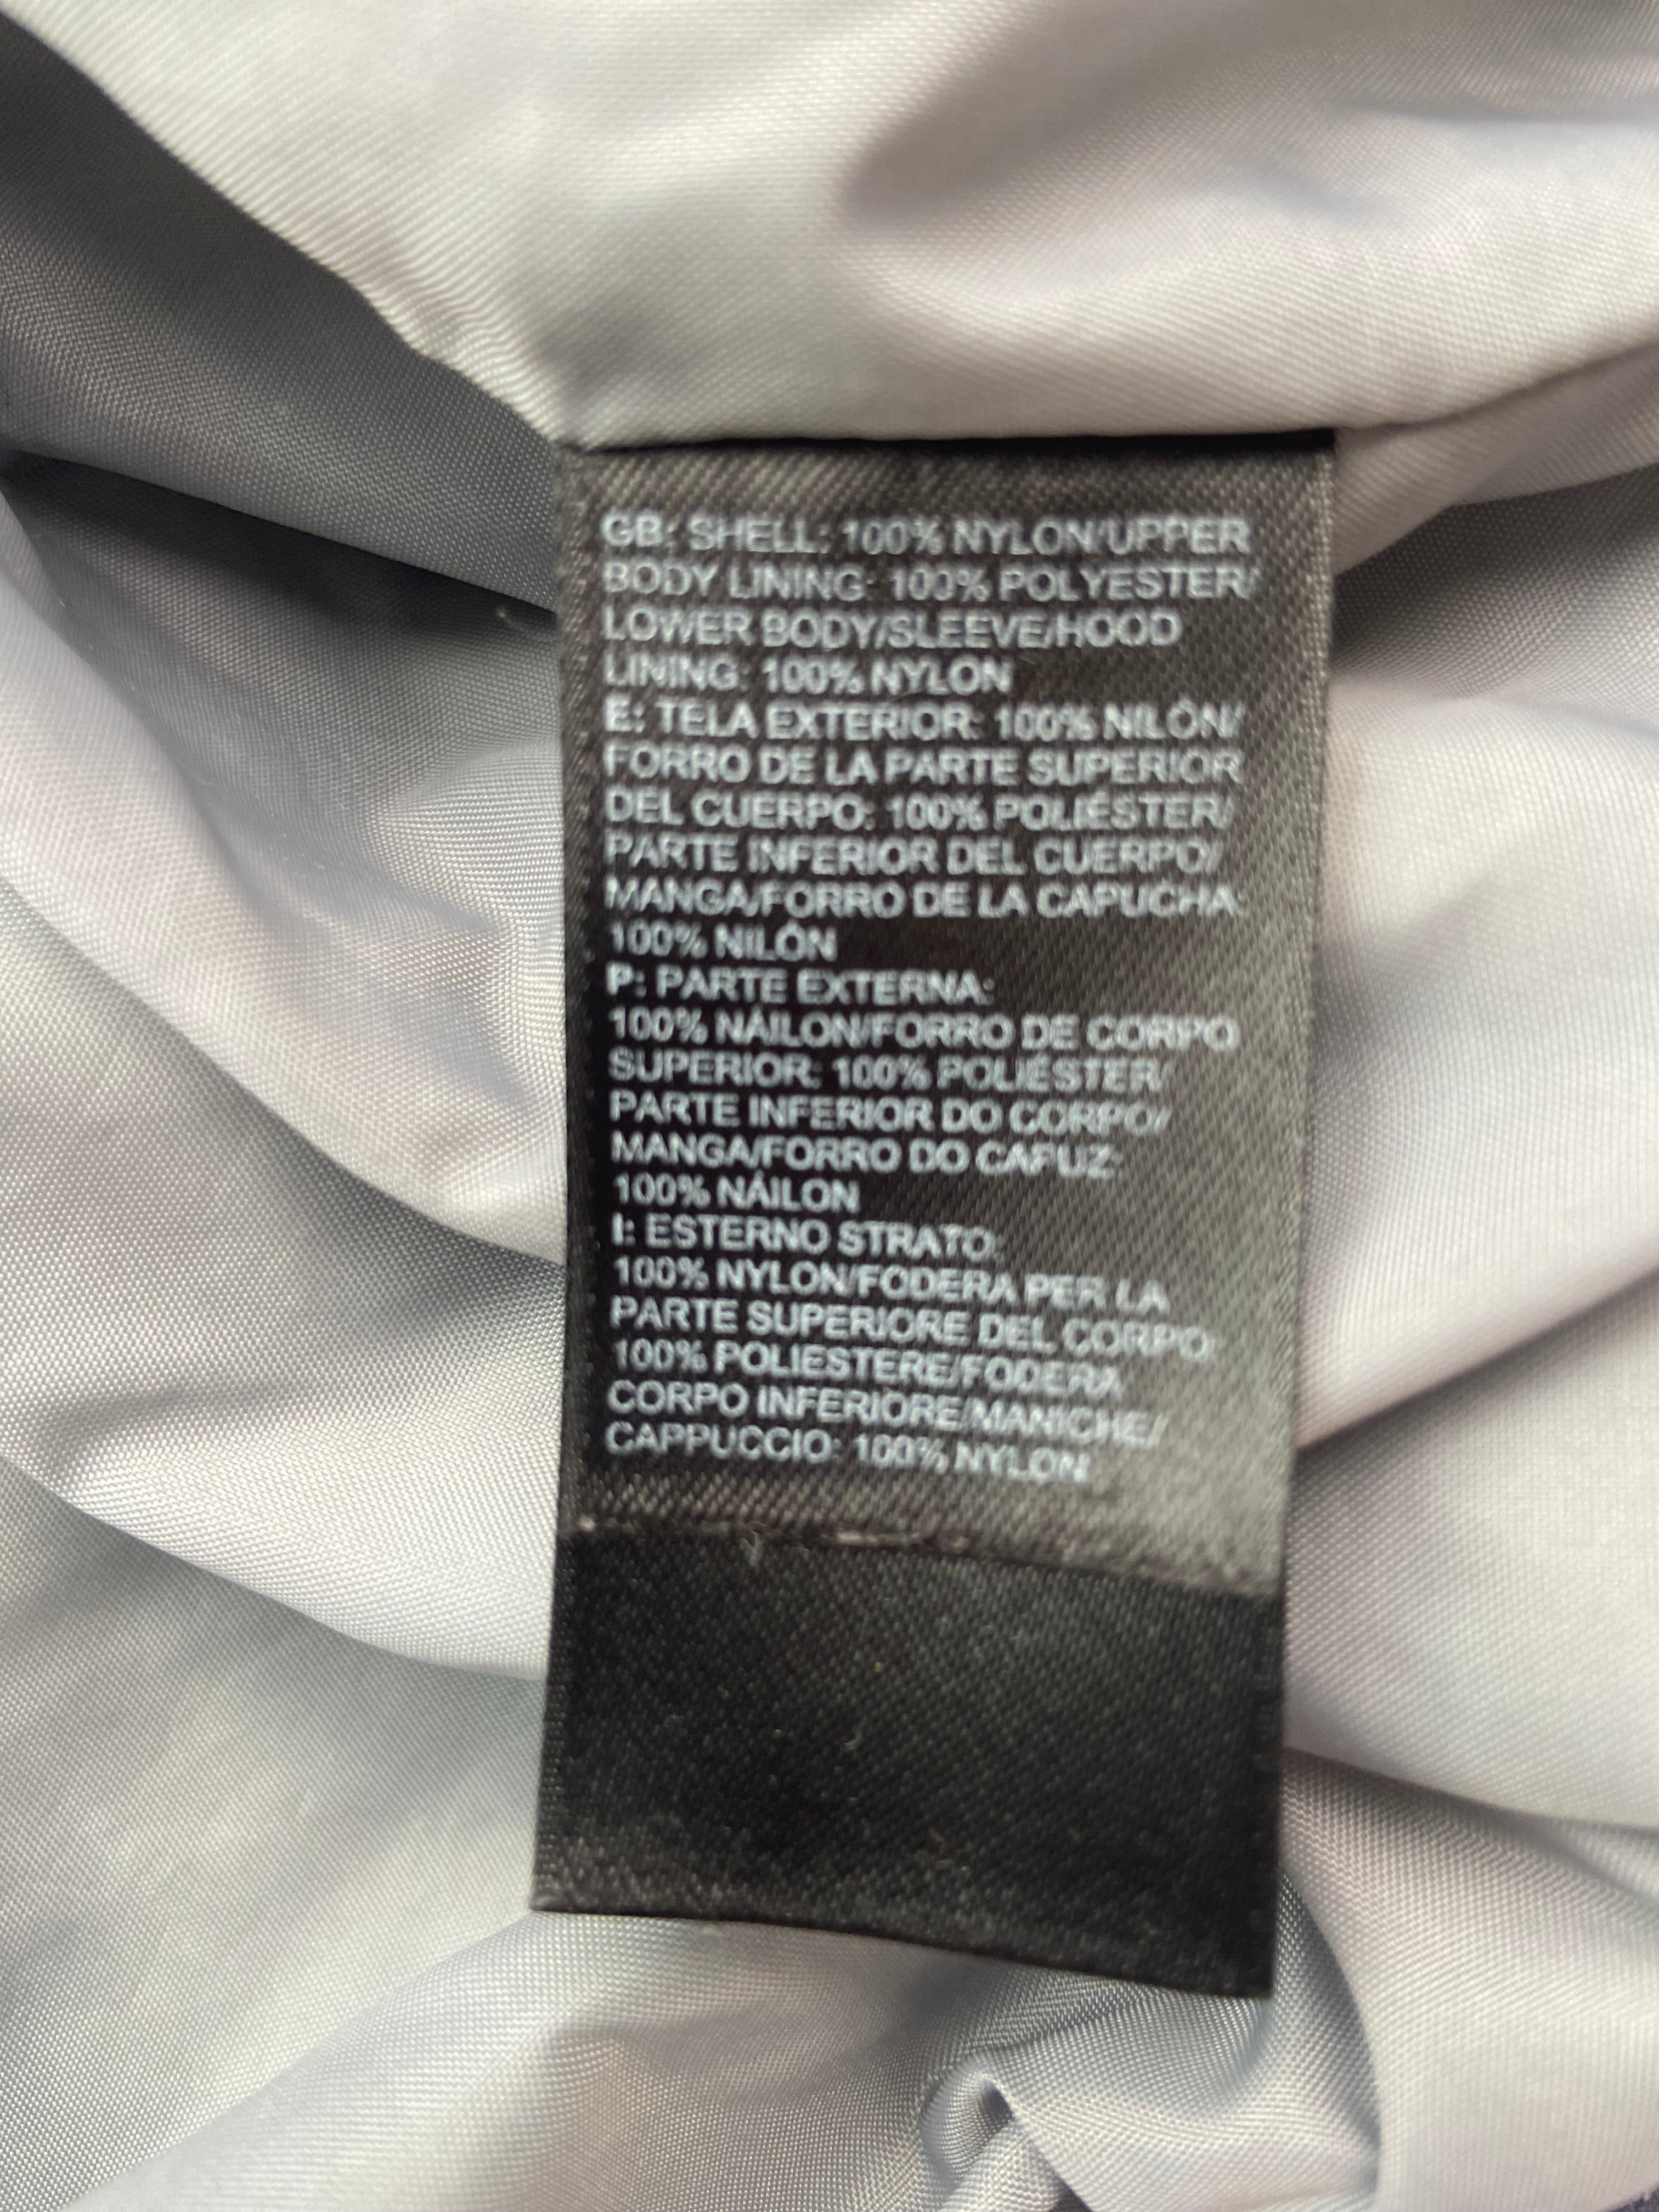 GB: SHELL: 100% NYLON/UPPER
BODY LINING: 100% POLYESTER/
LOWER BODY/SLEEVE/HOOD
LINING: 100% NYLON
E: TELA EXTERIOR: 100% NILÓN/
FORRO DE LA PARTE SUPERIOR
DEL CUERPO: 100% POLIÉSTER/
PARTE INFERIOR DEL CUERPO/
MANGA/FORRO DE LA CAPUCHA:
100% NILÓN
P: PARTE EXTERNA:
100% NÁILON/FORRO DE CORPO
SUPERIOR: 100% POLIÉSTER/
PARTE INFERIOR DO CORPO/
MANGA/FORRO DO CAPUZ:
100% NÁILON
I: ESTERNO STRATO:
100% NYLON/FODERA PER LA
PARTE SUPERIORE DEL CORPO:
100% POLIESTERE/FODERA
CORPO INFERIORE/MANICHE/
CAPPUCCIO: 100% NYLON